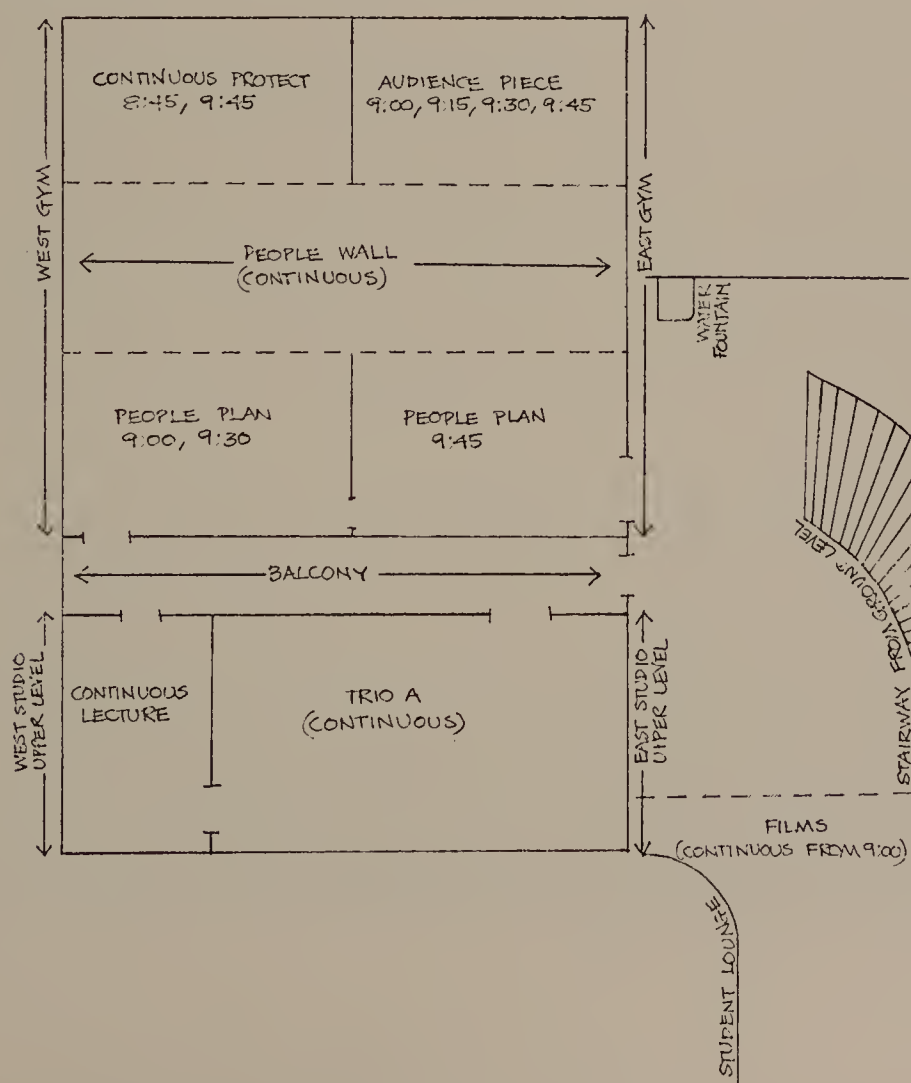 CONTINUOUS PROTECT
8:45, 9:45
AUDIENCE PIECE
9:00, 9:15, 9:30, 9:45
WEST GYM
EAST GYM
PEOPLE WALL
(CONTINUOUS)
WATER
FOUNTAIN
PEOPLE PLAN
9:00, 9:30
PEOPLE PLAN
9:45
BALCONY
STAIRWAY FROM GROUND LEVEL
WEST STUDIO
UPPER LEVEL
CONTINUOUS
LECTURE
TRIO A
(CONTINUOUS)
EAST STUDIO
UPPER LEVEL
FILMS
(CONTINUOUS FROM 9:00)
STUDENT LOUNGE